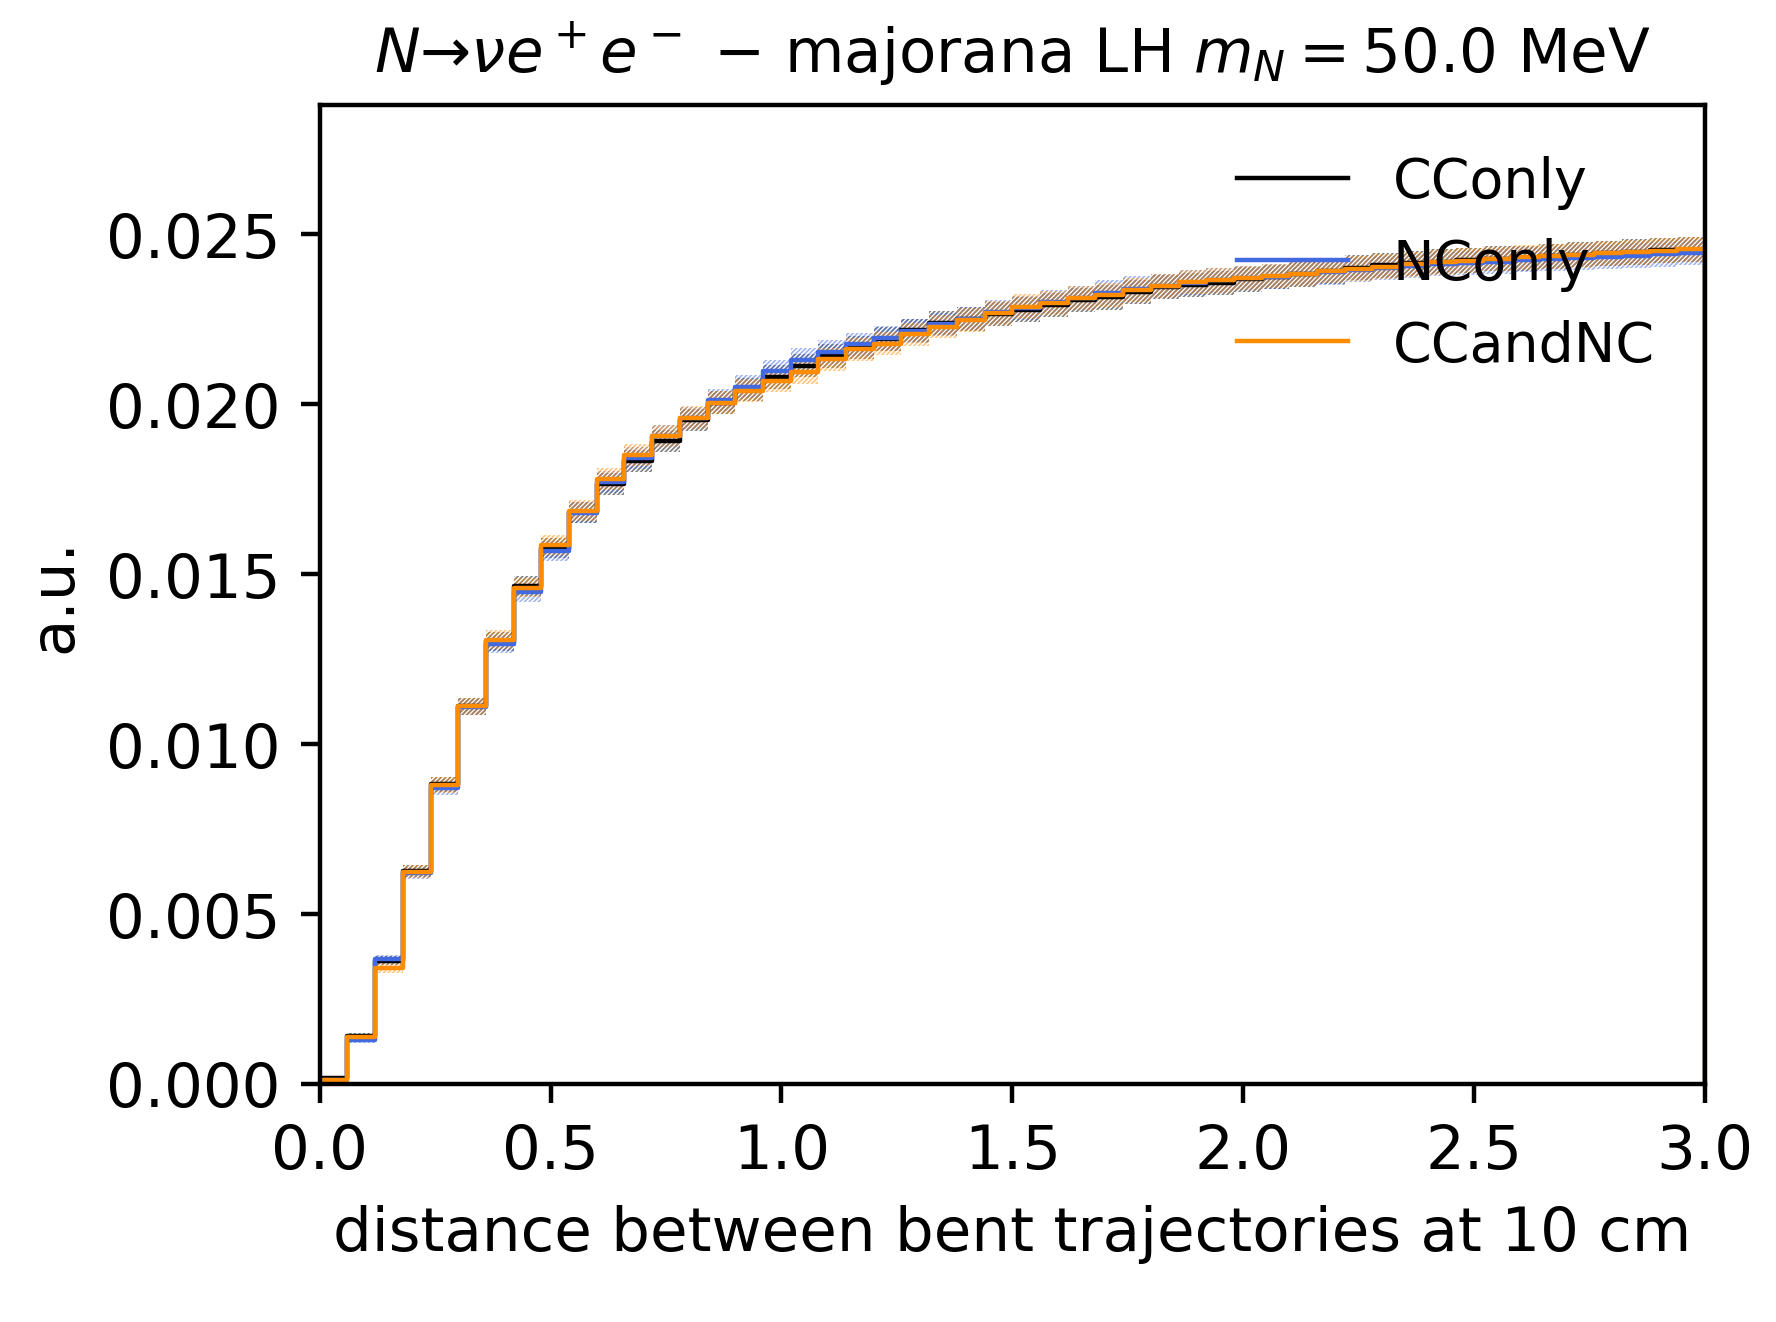 N→νe⁺e⁻ − majorana LH m_N = 50.0 MeV
CConly
NConly
CCandNC
a.u.
0.025
0.020
0.015
0.010
0.005
0.000
0.0 0.5 1.0 1.5 2.0 2.5 3.0
distance between bent trajectories at 10 cm